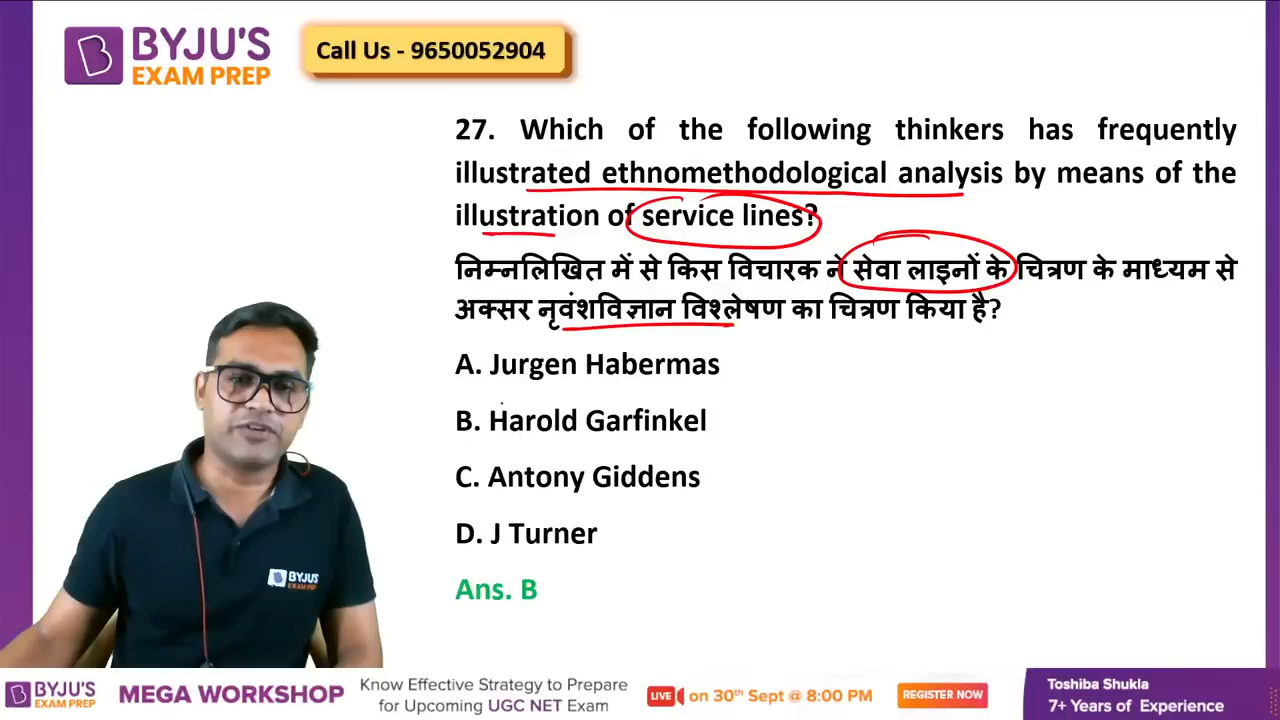 BYJU'S
EXAM PREP
Call Us - 9650052904
27. Which of the following thinkers has frequently
illustrated ethnomethodological analysis by means of the
illustration of service lines?
निम्नलिखित में से किस विचारक ने सेवा लाइनों के चित्रण के माध्यम से
अक्सर नृवंशविज्ञान विश्लेषण का चित्रण किया है?
A. Jurgen Habermas
B. Harold Garfinkel
C. Antony Giddens
D. J Turner
Ans. B
BYJU'S
EXAM PREP
BYJU'S
EXAM PREP
MEGA WORKSHOP
Know Effective Strategy to Prepare
for Upcoming UGC NET Exam
LIVE on 30th Sept @ 8:00 PM
REGISTER NOW
Toshiba Shukla
7+ Years of Experience